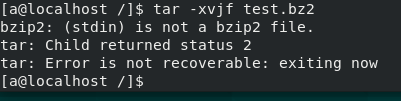 [a@localhost /]$ tar -xvjf test.bz2
bzip2: (stdin) is not a bzip2 file.
tar: Child returned status 2
tar: Error is not recoverable: exiting now
[a@localhost /]$